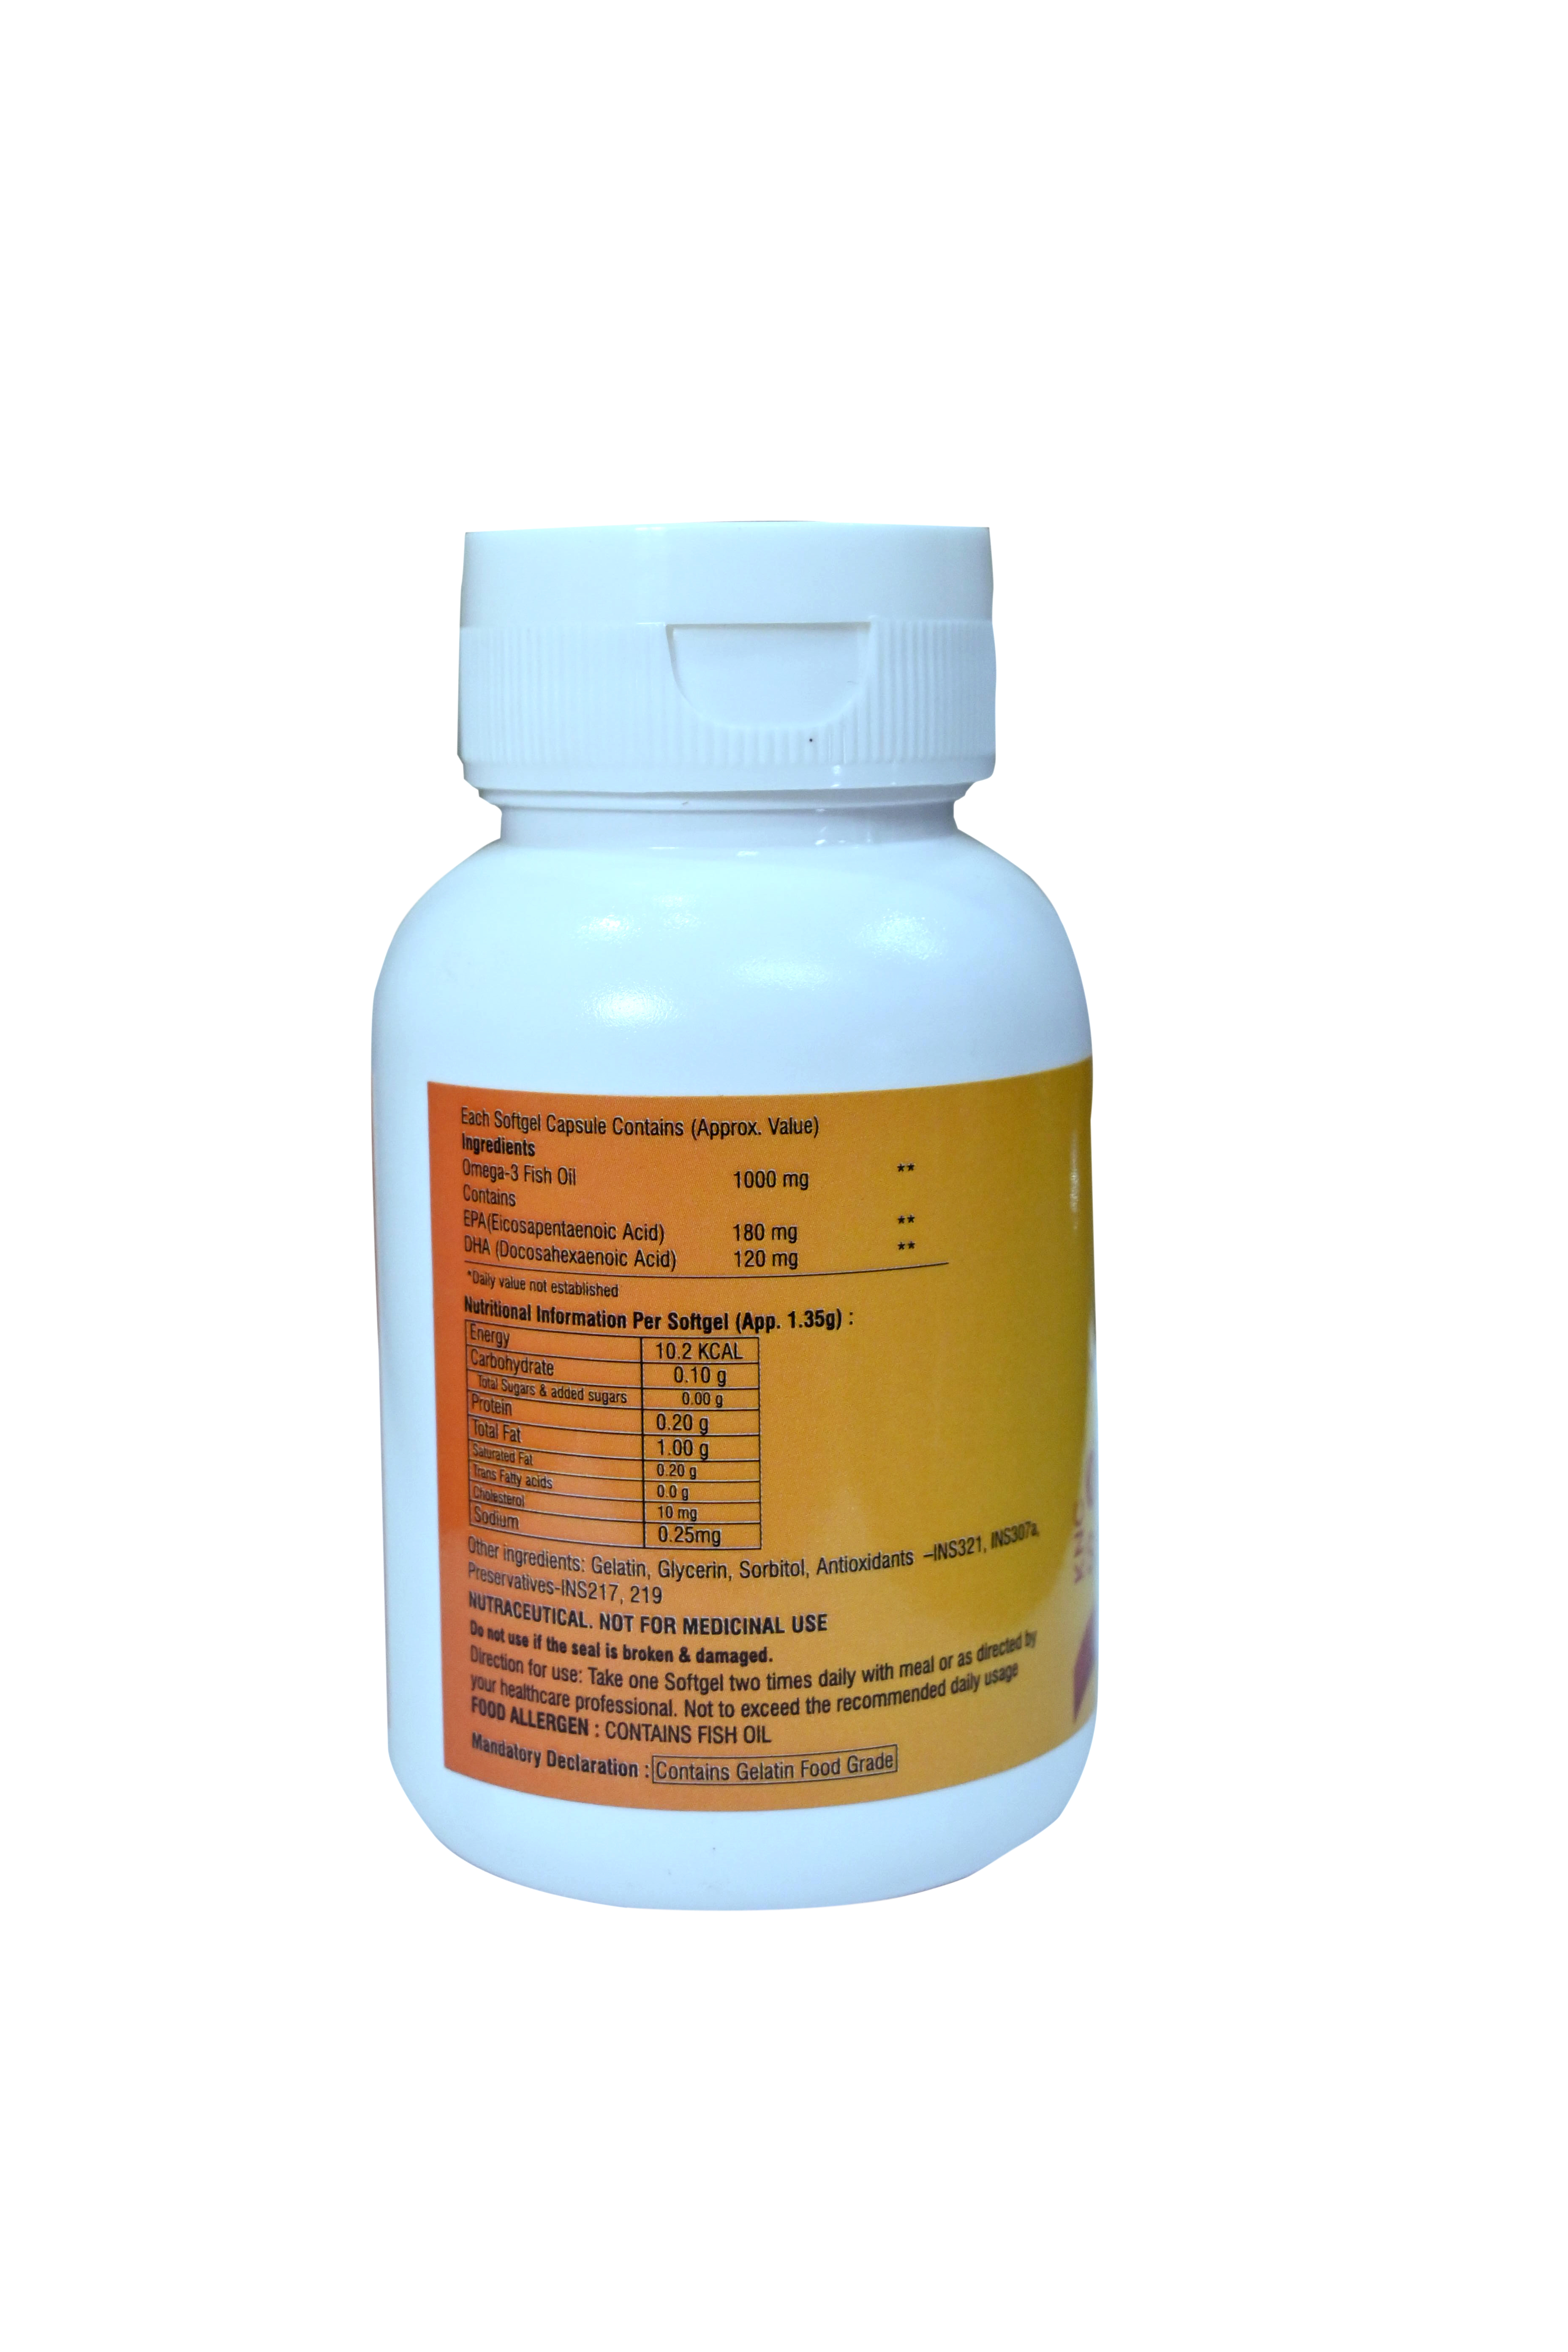 Each Softgel Capsule Contains (Approx. Value)
Ingredients
Omega-3 Fish Oil 1000 mg **
Contains
EPA(Eicosapentaenoic Acid) 180 mg **
DHA (Docosahexaenoic Acid) 120 mg **
*Daily value not established
Nutritional Information Per Softgel (App. 1.35g) :
Energy 10.2 KCAL
Carbohydrate 0.10 g
Total Sugars & added sugars 0.00 g
Protein 0.20 g
Total Fat 1.00 g
Saturated Fat 0.20 g
Trans Fatty acids 0.0 g
Cholesterol 10 mg
Sodium 0.25mg
Other ingredients: Gelatin, Glycerin, Sorbitol, Antioxidants –INS321, INS307a,
Preservatives-INS217, 219
NUTRACEUTICAL. NOT FOR MEDICINAL USE
Do not use if the seal is broken & damaged.
Direction for use: Take one Softgel two times daily with meal or as directed by
your healthcare professional. Not to exceed the recommended daily usage
FOOD ALLERGEN : CONTAINS FISH OIL
Mandatory Declaration : Contains Gelatin Food Grade